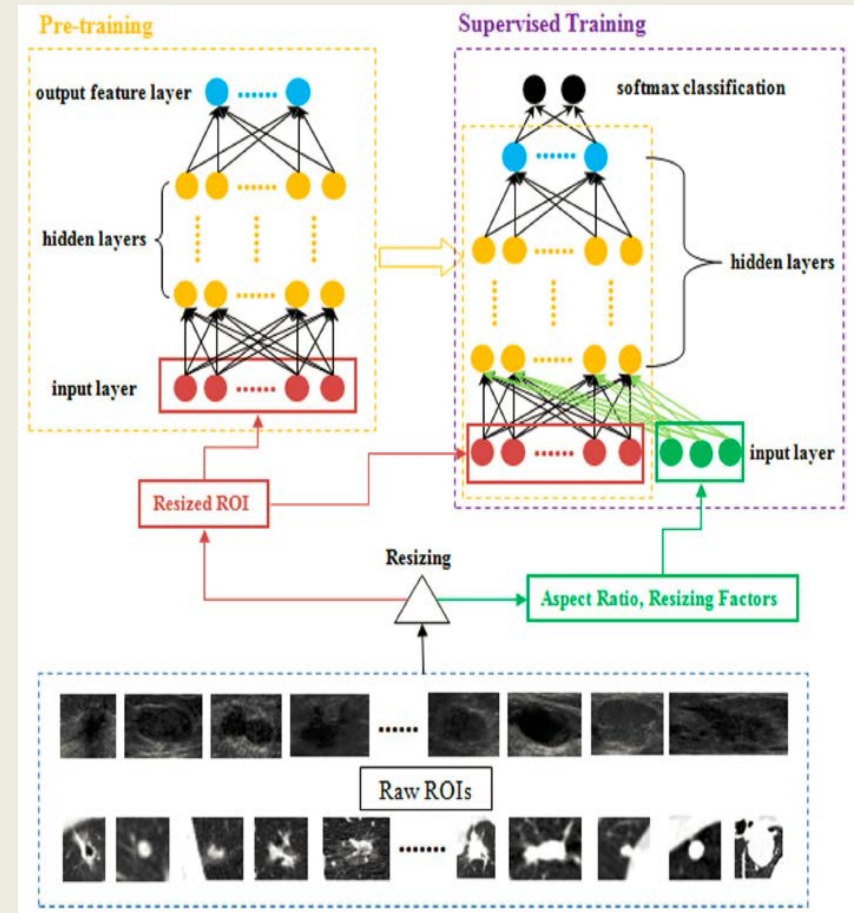 Pre-training
Supervised Training
output feature layer
softmax classification
hidden layers
hidden layers
input layer
input layer
Resized ROI
Resizing
Aspect Ratio, Resizing Factors
Raw ROIs